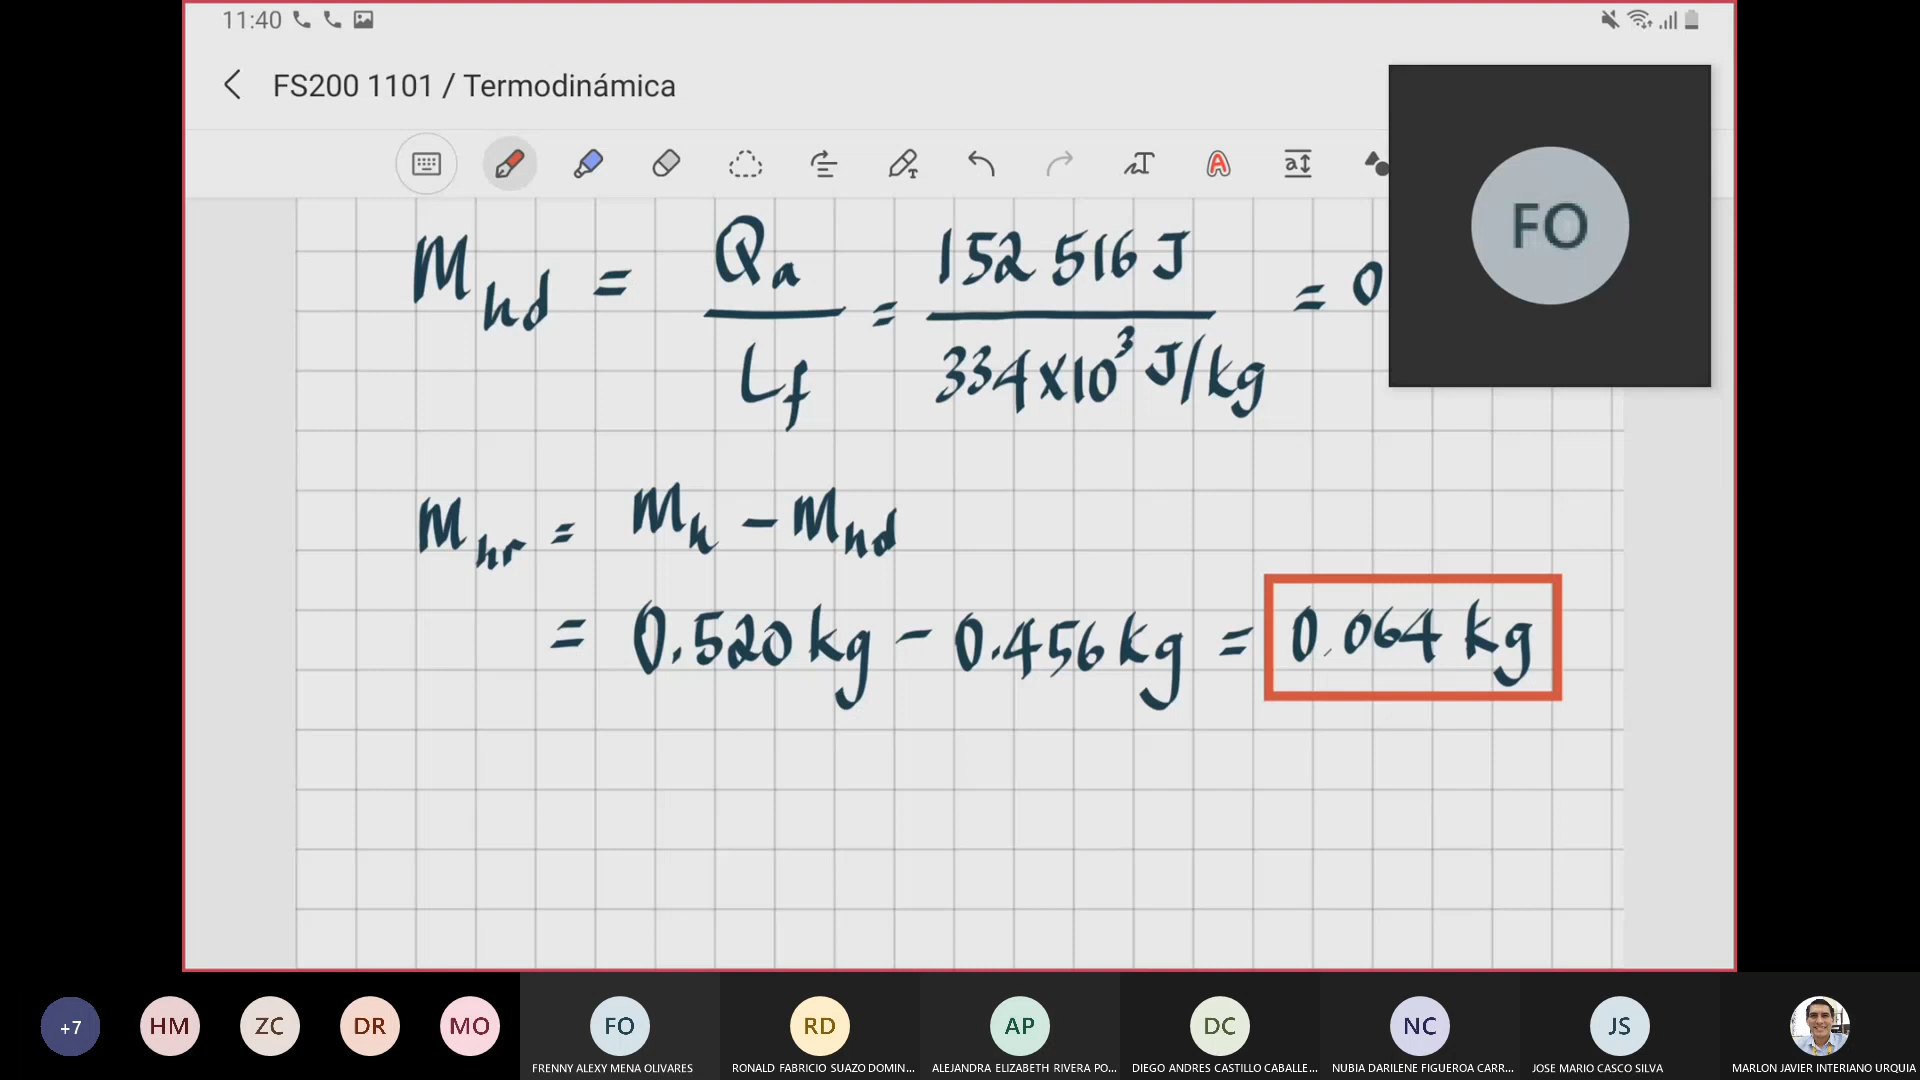 11:40
FS200 1101 / Termodinámica
FO
M_hd = Q_a / L_f = 152 516 J / 334x10³ J/kg = 0
M_hr = M_h - M_hd
= 0.520 kg - 0.456 kg = 0.064 kg
+7
HM
ZC
DR
MO
FO
RD
AP
DC
NC
JS
FRENNY ALEXY MENA OLIVARES
RONALD FABRICIO SUAZO DOMIN...
ALEJANDRA ELIZABETH RIVERA PO...
DIEGO ANDRES CASTILLO CABALLE...
NUBIA DARILENE FIGUEROA CARR...
JOSE MARIO CASCO SILVA
MARLON JAVIER INTERIANO URQUIA